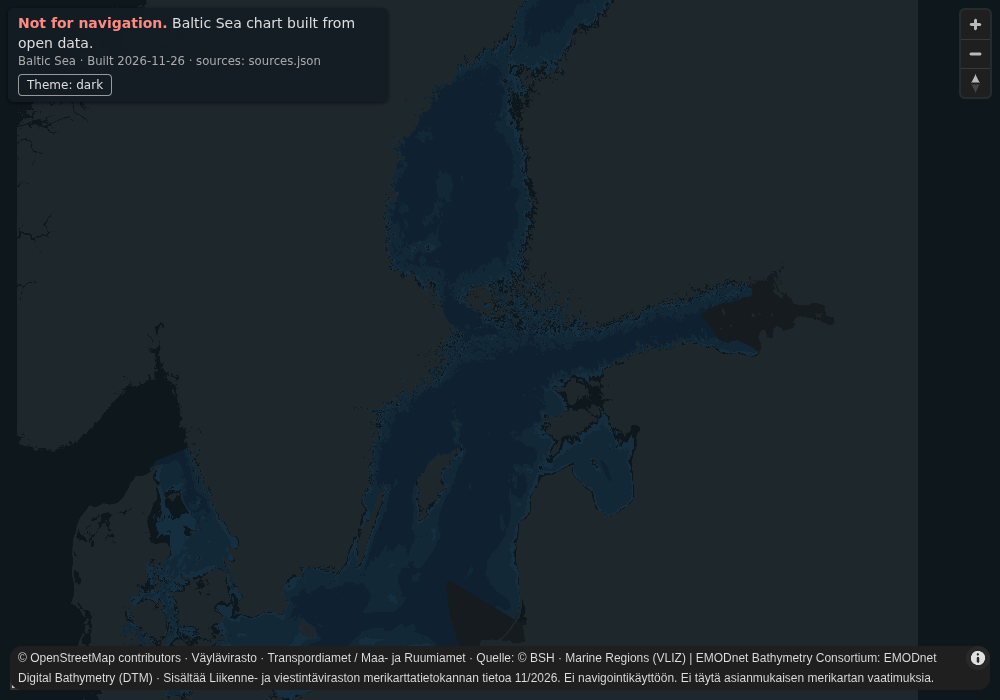 Not for navigation. Baltic Sea chart built from
open data.
Baltic Sea · Built 2026-11-26 · sources: sources.json
Theme: dark
© OpenStreetMap contributors · Väylävirasto · Transpordiamet / Maa- ja Ruumiamet · Quelle: © BSH · Marine Regions (VLIZ) | EMODnet Bathymetry Consortium: EMODnet
Digital Bathymetry (DTM) · Sisältää Liikenne- ja viestintäviraston merikarttatietokannan tietoa 11/2026. Ei navigointikäyttöön. Ei täytä asianmukaisen merikartan vaatimuksia.